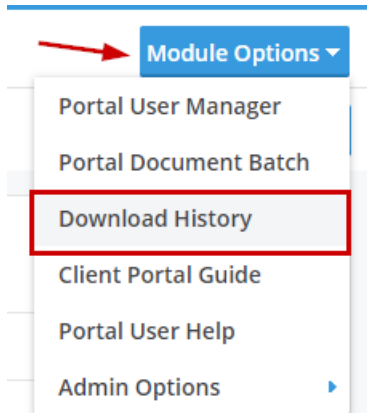 Module Options
Portal User Manager
Portal Document Batch
Download History
Client Portal Guide
Portal User Help
Admin Options